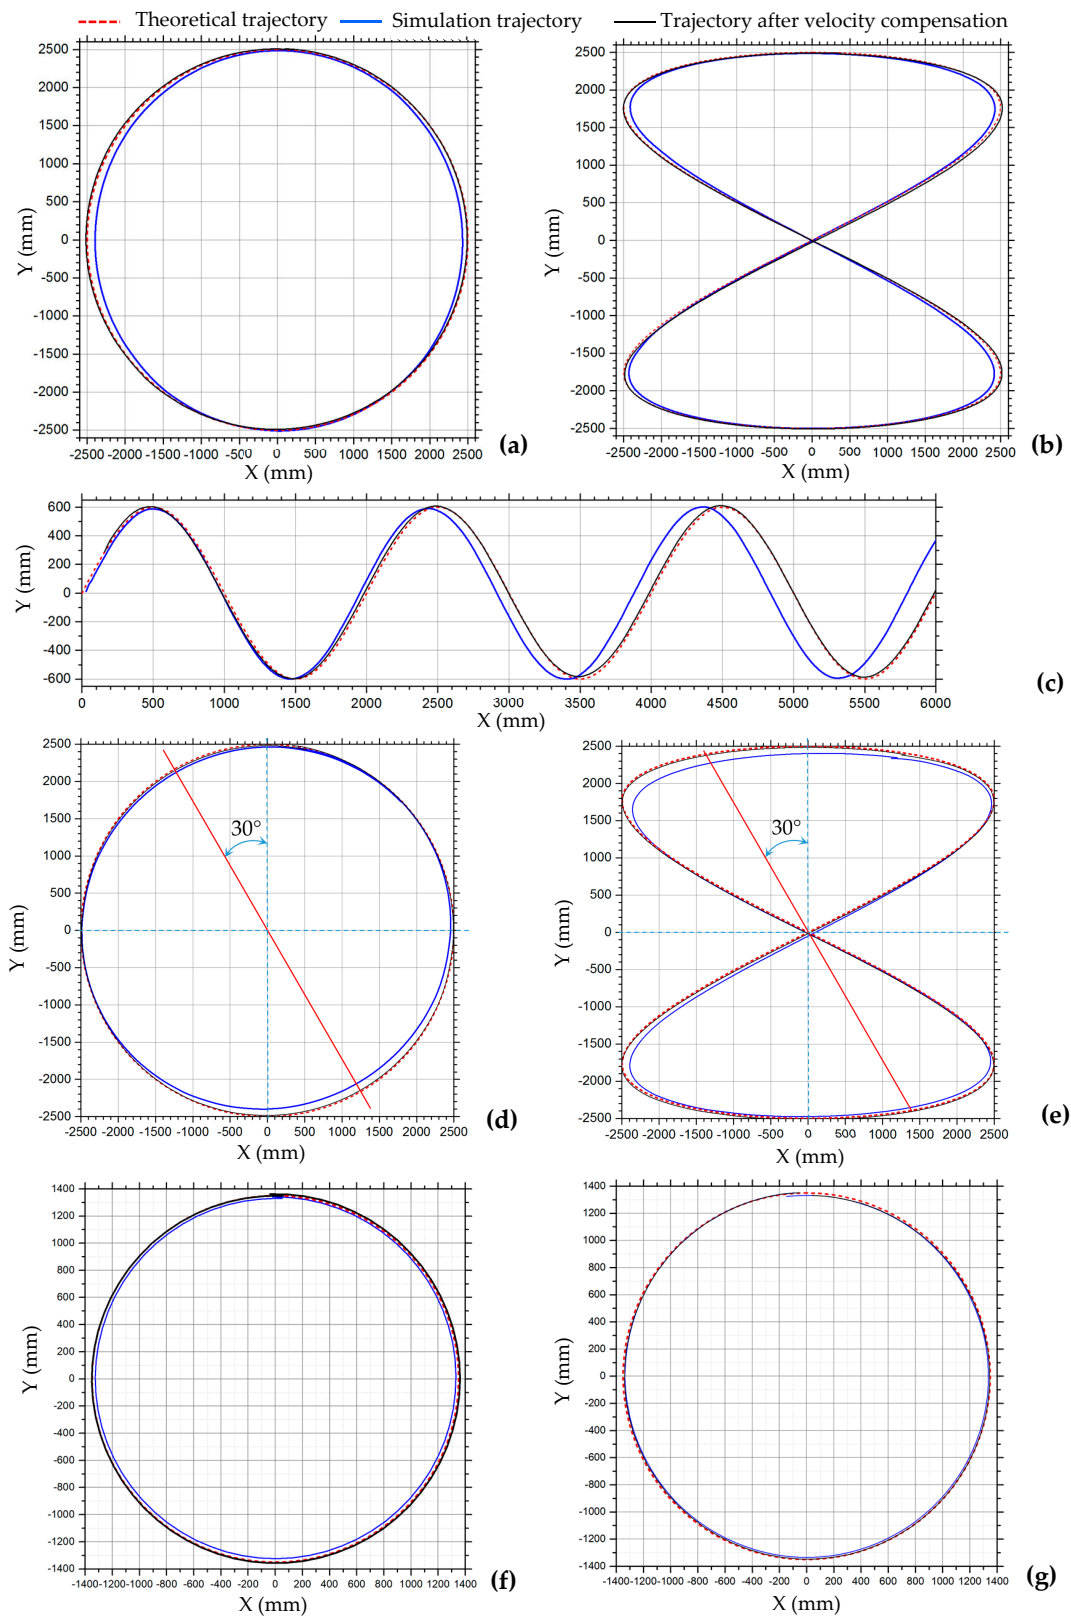 Theoretical trajectory Simulation trajectory Trajectory after velocity compensation
2500
2000
1500
1000
500
0
-500
-1000
-1500
-2000
-2500
Y (mm)
-2500 -2000 -1500 -1000 -500 0 500 1000 1500 2000 2500
X (mm)
(a)
2500
2000
1500
1000
500
0
-500
-1000
-1500
-2000
-2500
Y (mm)
-2500 -2000 -1500 -1000 -500 0 500 1000 1500 2000 2500
X (mm)
(b)
600
400
200
0
-200
-400
-600
Y (mm)
0 500 1000 1500 2000 2500 3000 3500 4000 4500 5000 5500 6000
X (mm)
(c)
2500
2000
1500
1000
500
0
-500
-1000
-1500
-2000
-2500
Y (mm)
30°
-2500 -2000 -1500 -1000 -500 0 500 1000 1500 2000 2500
X (mm)
(d)
2500
2000
1500
1000
500
0
-500
-1000
-1500
-2000
-2500
Y (mm)
30°
-2500 -2000 -1500 -1000 -500 0 500 1000 1500 2000 2500
X (mm)
(e)
1400
1200
1000
800
600
400
200
0
-200
-400
-600
-800
-1000
-1200
-1400
Y (mm)
-1400 -1200 -1000 -800 -600 -400 -200 0 200 400 600 800 1000 1200 1400
X (mm)
(f)
1400
1200
1000
800
600
400
200
0
-200
-400
-600
-800
-1000
-1200
-1400
Y (mm)
-1400 -1200 -1000 -800 -600 -400 -200 0 200 400 600 800 1000 1200 1400
X (mm)
(g)